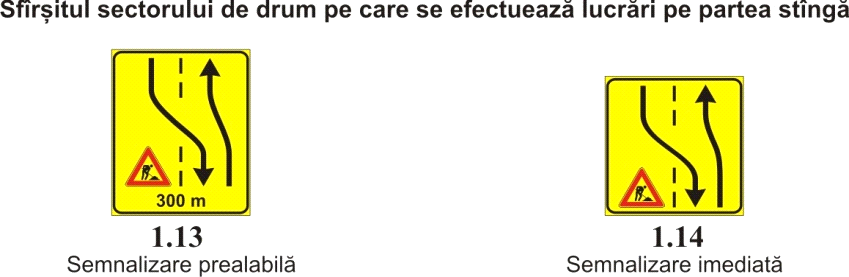 Sfîrșitul sectorului de drum pe care se efectuează lucrări pe partea stîngă
300 m
1.13
Semnalizare prealabilă
1.14
Semnalizare imediată